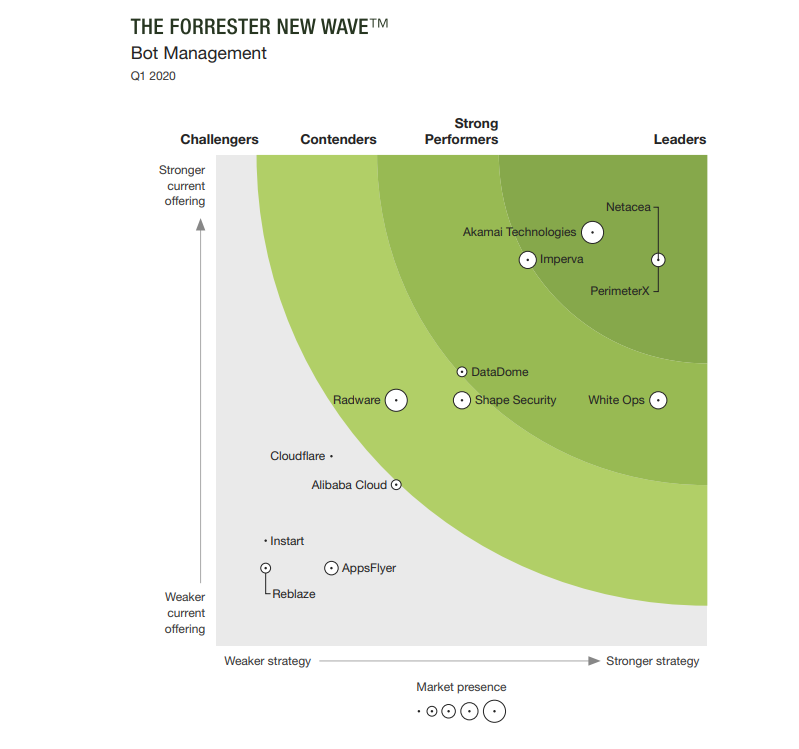 THE FORRESTER NEW WAVE™
Bot Management
Q1 2020
Challengers
Contenders
Strong
Performers
Leaders
Stronger
current
offering
Netacea
Akamai Technologies
Imperva
PerimeterX
DataDome
Radware
Shape Security
White Ops
Cloudflare
Alibaba Cloud
Instart
AppsFlyer
Reblaze
Weaker
current
offering
Weaker strategy
Stronger strategy
Market presence